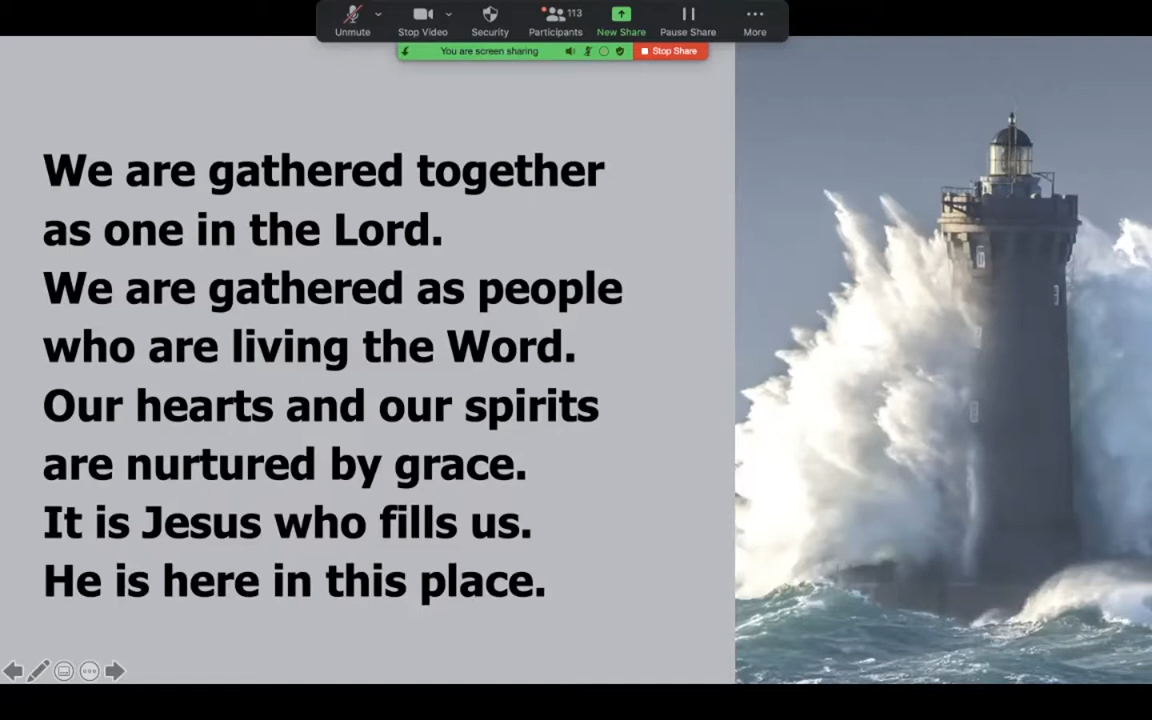 Unmute Stop Video Security Participants 113 New Share Pause Share More
You are screen sharing Stop Share
We are gathered together
as one in the Lord.
We are gathered as people
who are living the Word.
Our hearts and our spirits
are nurtured by grace.
It is Jesus who fills us.
He is here in this place.